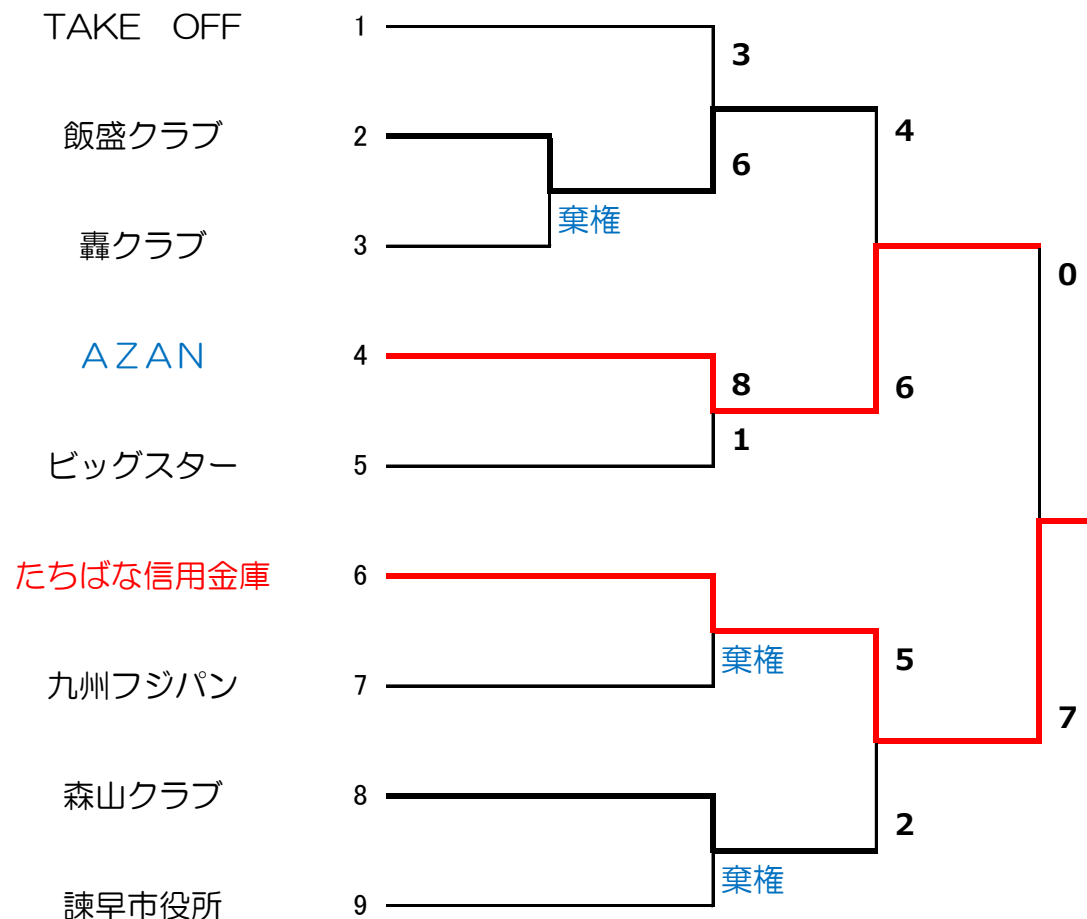 TAKE　OFF 1
3
飯盛クラブ 2
4
6
棄権
轟クラブ 3
0
ＡＺＡＮ 4
8
6
1
ビッグスター 5
たちばな信用金庫 6
棄権
5
九州フジパン 7
7
森山クラブ 8
2
棄権
諫早市役所 9